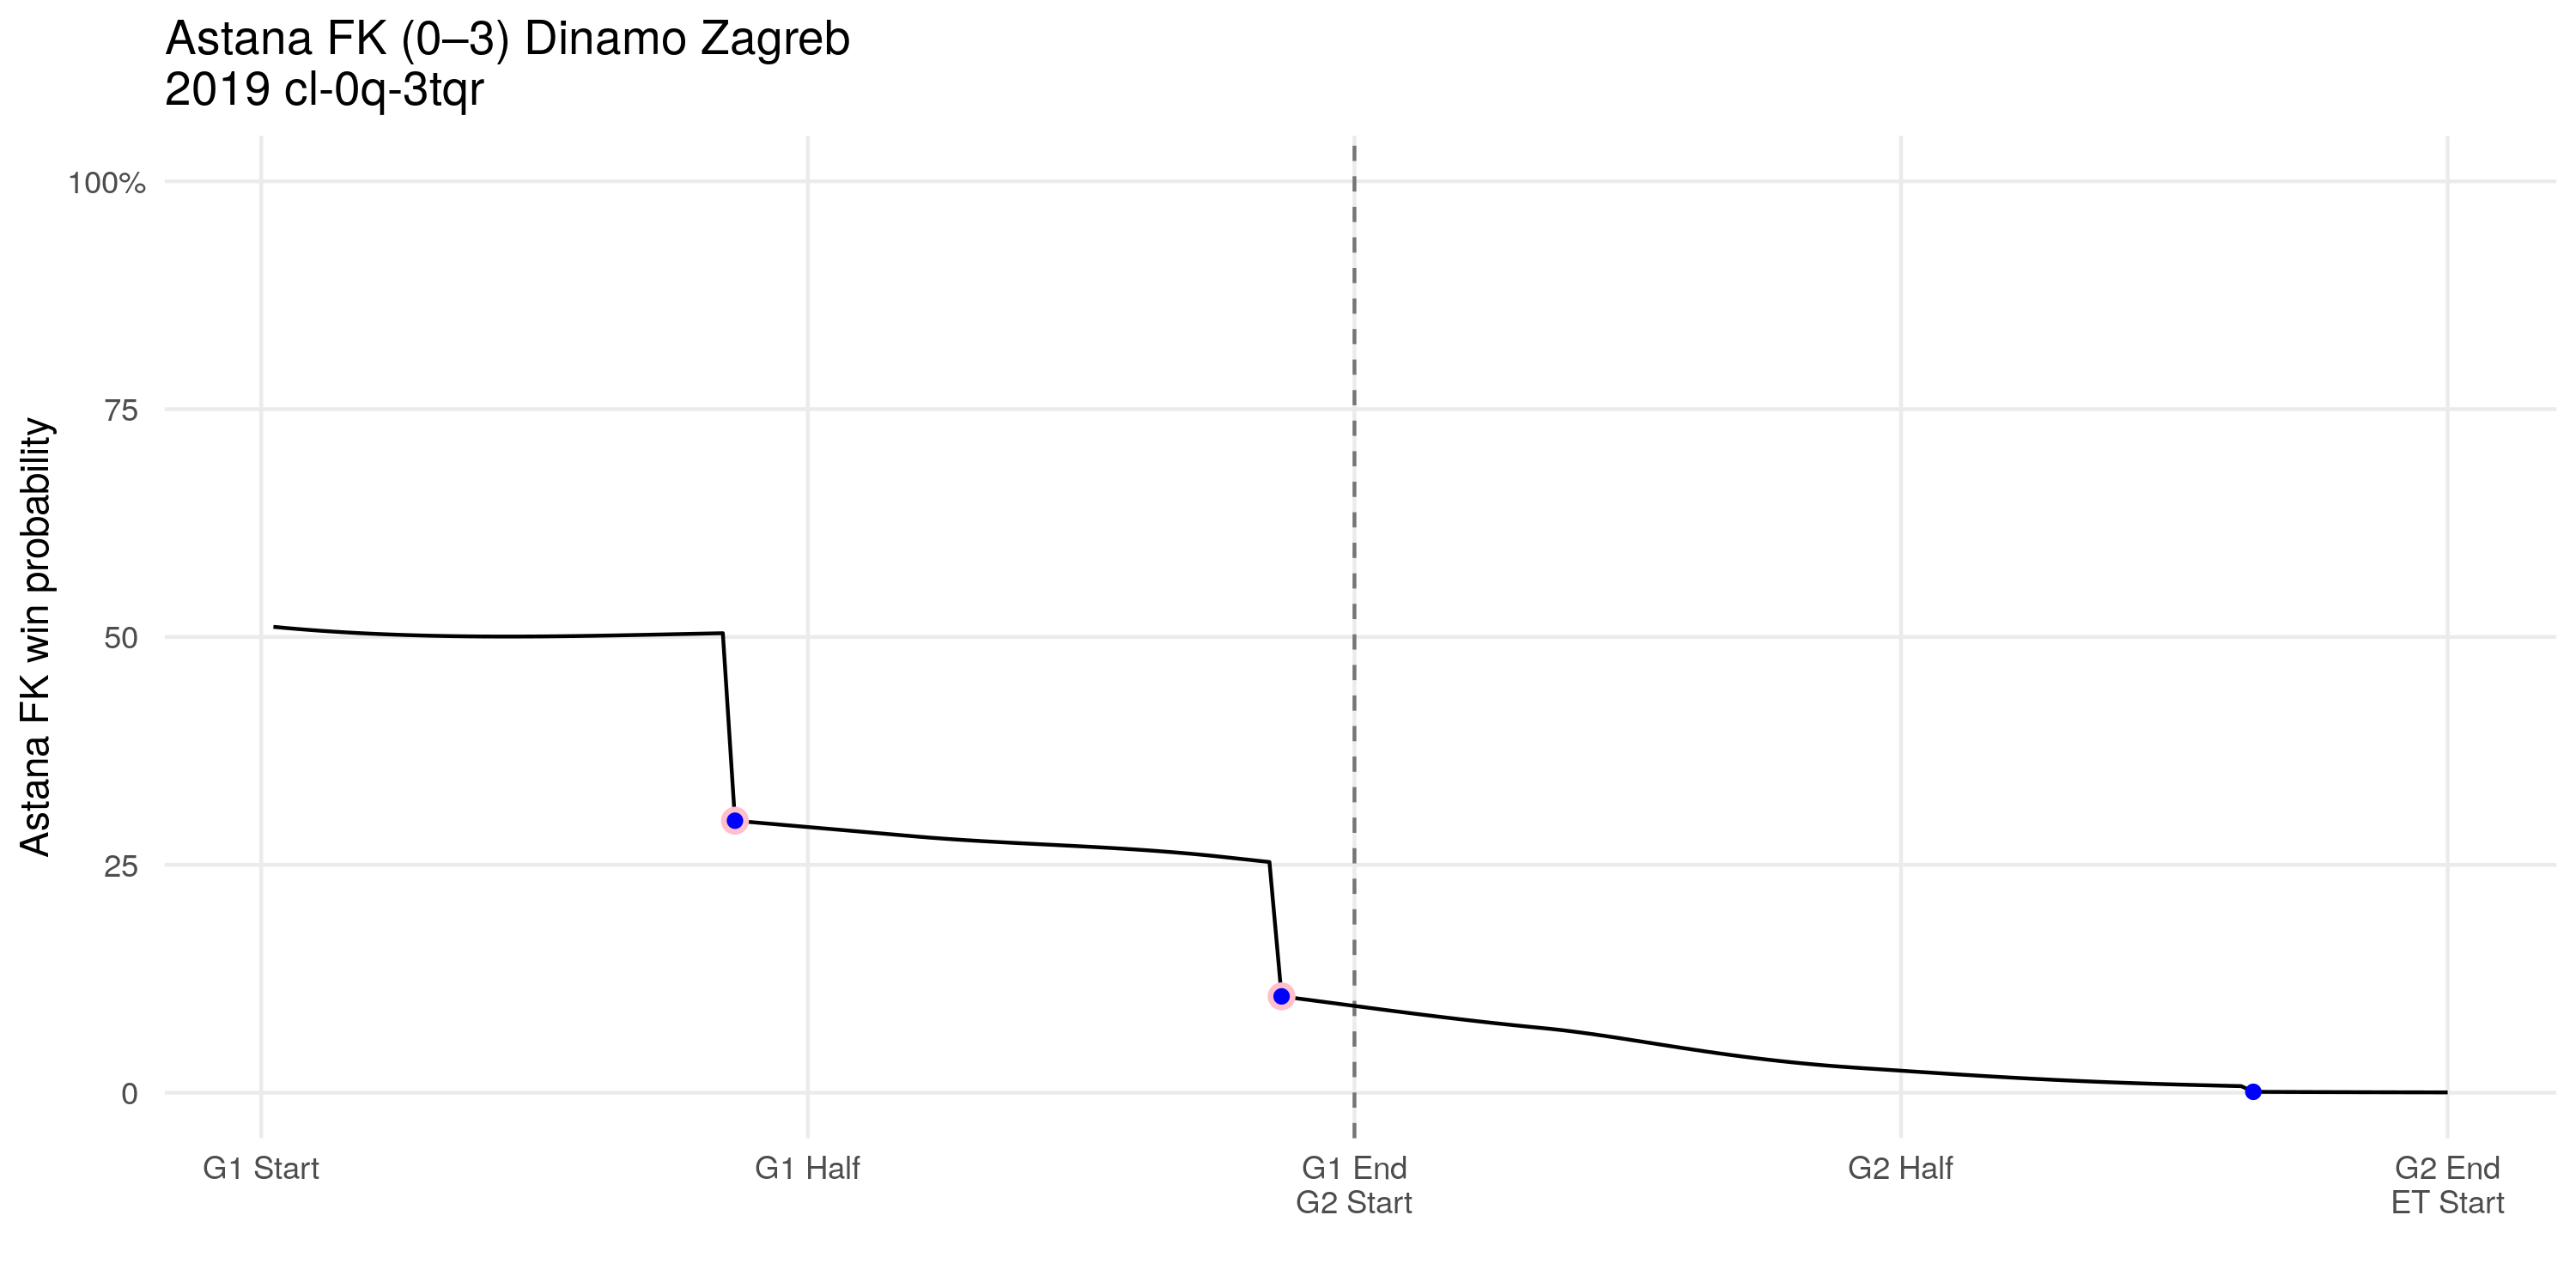 Astana FK (0–3) Dinamo Zagreb
2019 cl-0q-3tqr
Astana FK win probability
100%
75
50
25
0
G1 Start
G1 Half
G1 End
G2 Start
G2 Half
G2 End
ET Start